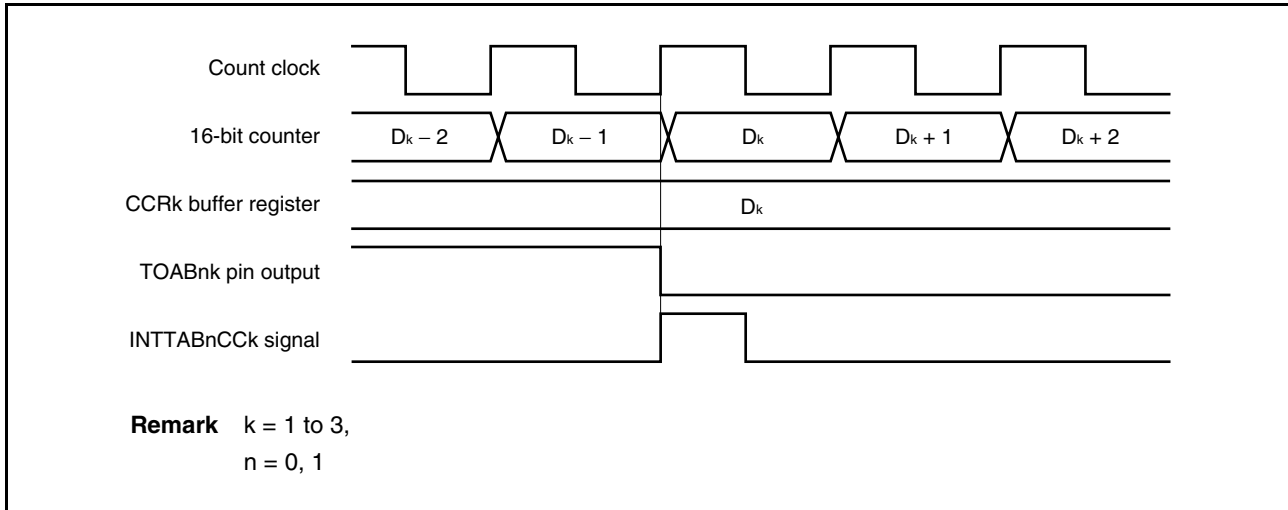 Count clock
16-bit counter
Dk − 2
Dk − 1
Dk
Dk + 1
Dk + 2
CCRk buffer register
Dk
TOABnk pin output
INTTABnCCk signal
Remark k = 1 to 3,
n = 0, 1